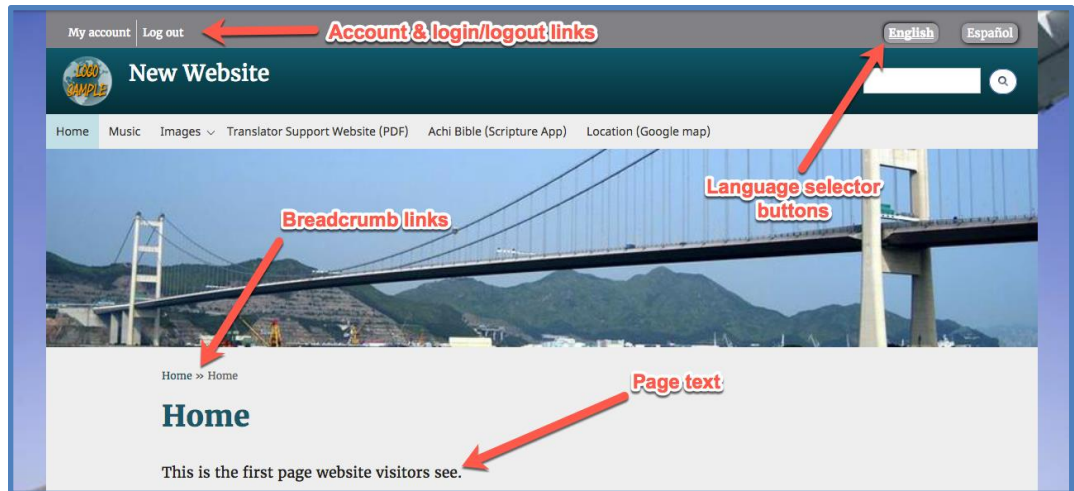 My account Log out
Account & login/logout links
English Español
LOGO
SAMPLE
New Website
Home Music Images Translator Support Website (PDF) Achi Bible (Scripture App) Location (Google map)
Language selector
buttons
Breadcrumb links
Home » Home
Page text
Home
This is the first page website visitors see.